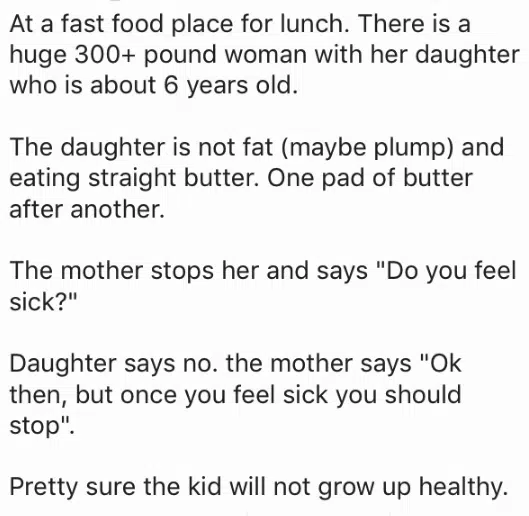 At a fast food place for lunch. There is a
huge 300+ pound woman with her daughter
who is about 6 years old.
The daughter is not fat (maybe plump) and
eating straight butter. One pad of butter
after another.
The mother stops her and says "Do you feel
sick?"
Daughter says no. the mother says "Ok
then, but once you feel sick you should
stop".
Pretty sure the kid will not grow up healthy.